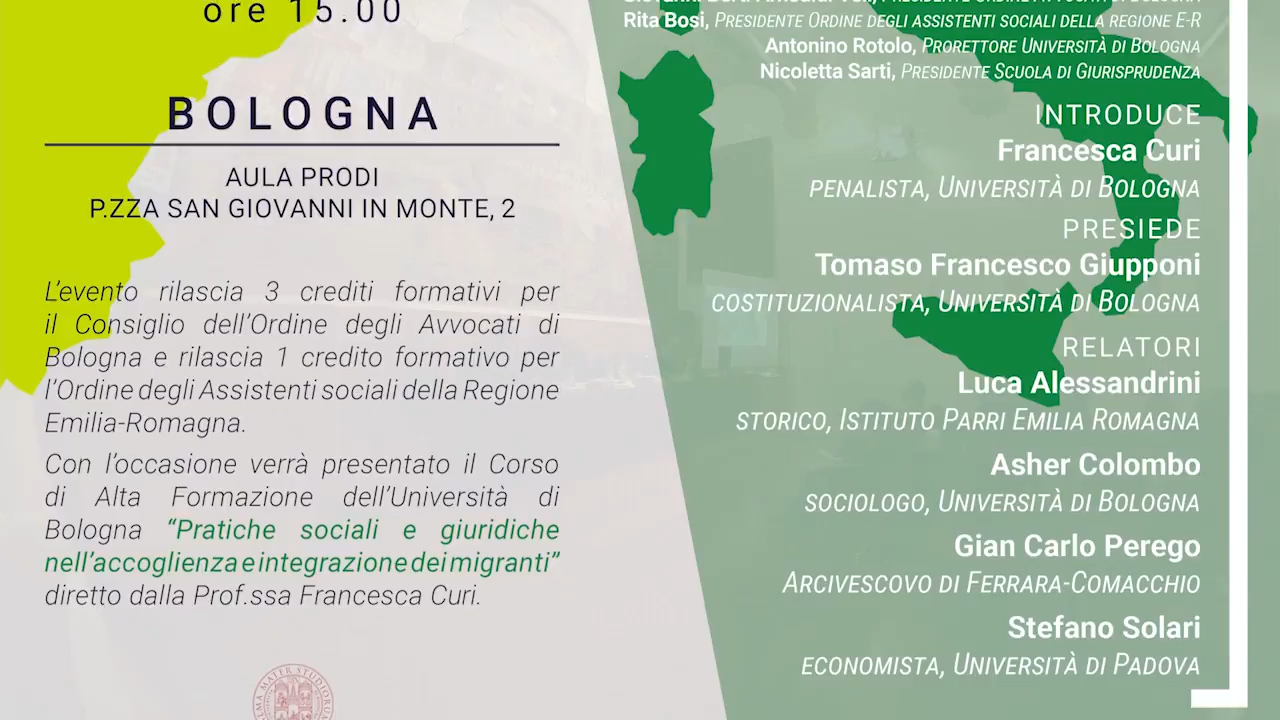 ore 15.00
BOLOGNA
AULA PRODI
P.ZZA SAN GIOVANNI IN MONTE, 2
L'evento rilascia 3 crediti formativi per
il Consiglio dell'Ordine degli Avvocati di
Bologna e rilascia 1 credito formativo per
l'Ordine degli Assistenti sociali della Regione
Emilia-Romagna.
Con l'occasione verrà presentato il Corso
di Alta Formazione dell'Università di
Bologna “Pratiche sociali e giuridiche
nell'accoglienza e integrazione dei migranti”
diretto dalla Prof.ssa Francesca Curi.
Rita Bosi, Presidente Ordine degli assistenti sociali della regione E-R
Antonino Rotolo, Prorettore Università di Bologna
Nicoletta Sarti, Presidente Scuola di Giurisprudenza
INTRODUCE
Francesca Curi
penalista, Università di Bologna
PRESIEDE
Tomaso Francesco Giupponi
costituzionalista, Università di Bologna
RELATORI
Luca Alessandrini
storico, Istituto Parri Emilia Romagna
Asher Colombo
sociologo, Università di Bologna
Gian Carlo Perego
Arcivescovo di Ferrara-Comacchio
Stefano Solari
economista, Università di Padova